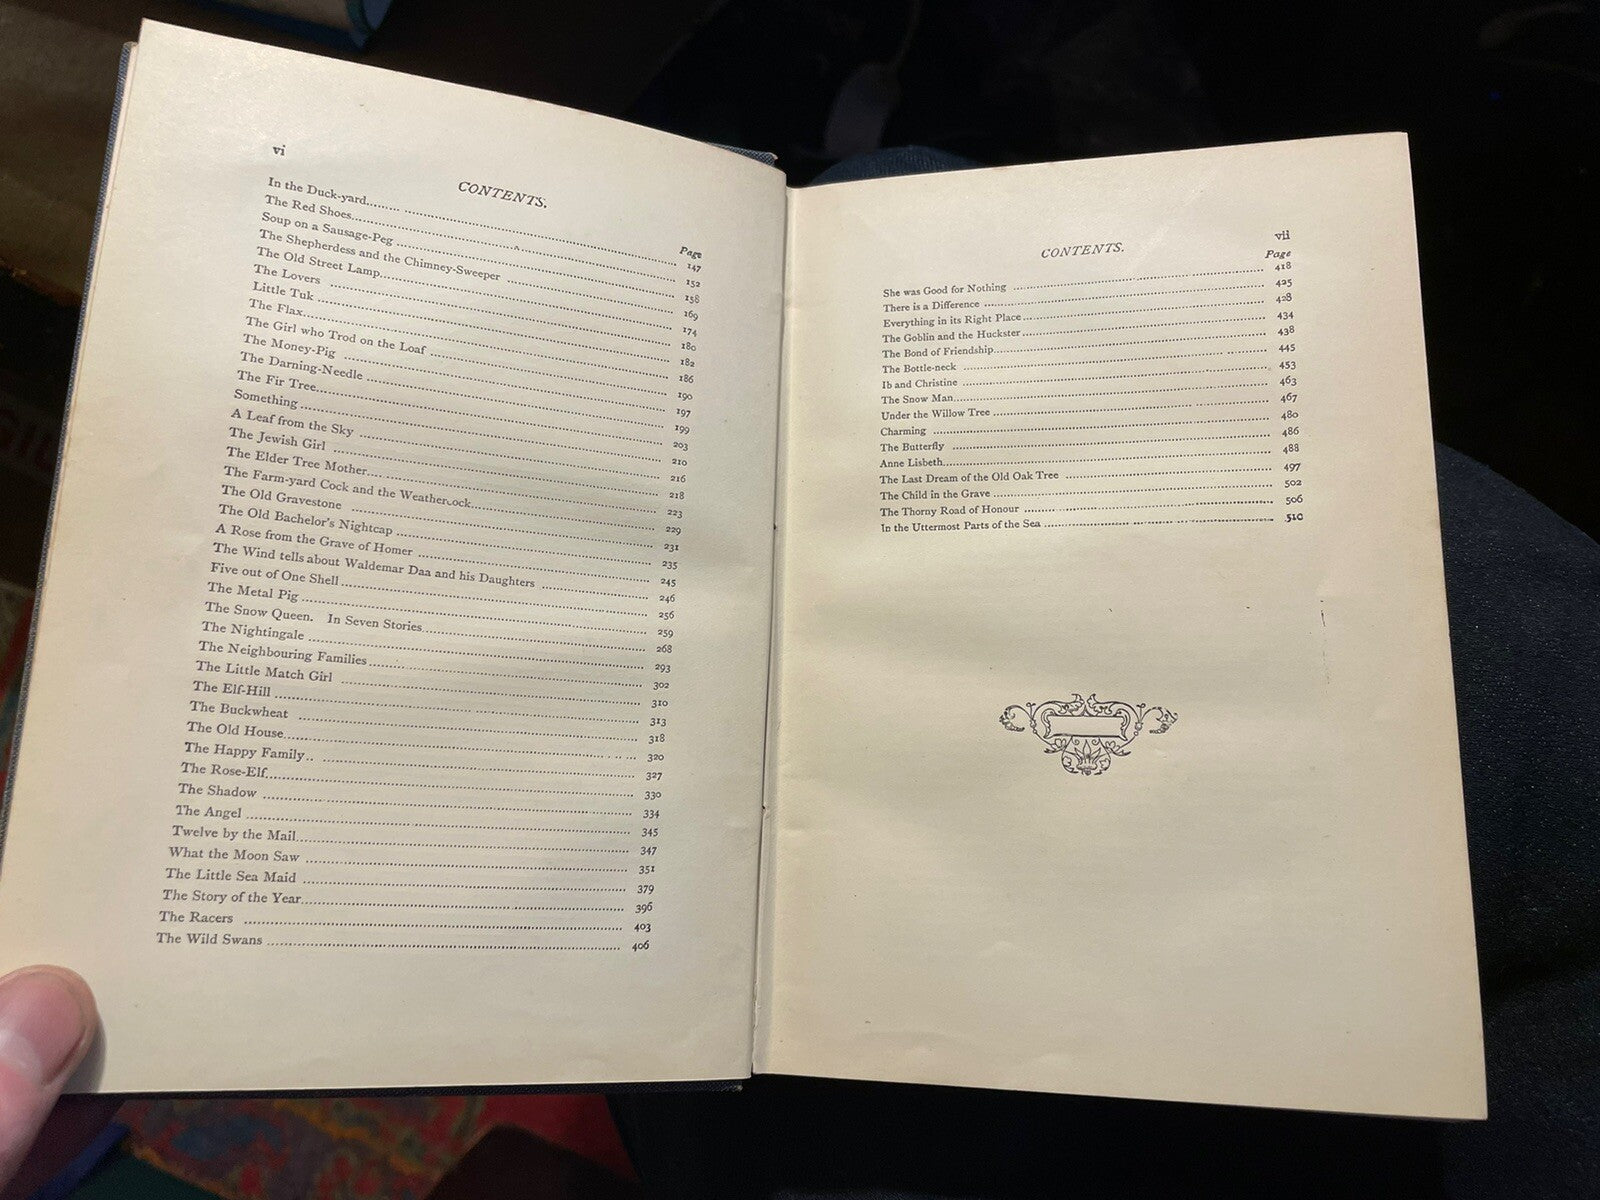 vi
CONTENTS.
Page
In the Duck-yard 147
The Red Shoes 152
Soup on a Sausage-Peg 158
The Shepherdess and the Chimney-Sweeper 169
The Old Street Lamp 174
The Lovers 180
Little Tuk 182
The Flax 186
The Girl who Trod on the Loaf 190
The Money-Pig 197
The Darning-Needle 199
The Fir Tree 203
Something 210
A Leaf from the Sky 216
The Jewish Girl 218
The Elder Tree Mother 223
The Farm-yard Cock and the Weathercock 229
The Old Gravestone 231
The Old Bachelor's Nightcap 235
A Rose from the Grave of Homer 245
The Wind tells about Waldemar Daa and his Daughters 246
Five out of One Shell 256
The Metal Pig 259
The Snow Queen. In Seven Stories 268
The Nightingale 293
The Neighbouring Families 302
The Little Match Girl 310
The Elf-Hill 313
The Buckwheat 318
The Old House 320
The Happy Family 327
The Rose-Elf 330
The Shadow 334
The Angel 345
Twelve by the Mail 347
What the Moon Saw 351
The Little Sea Maid 379
The Story of the Year 396
The Racers 403
The Wild Swans 406
vii
CONTENTS.
Page
She was Good for Nothing 418
There is a Difference 425
Everything in its Right Place 428
The Goblin and the Huckster 434
The Bond of Friendship 438
The Bottle-neck 445
Ib and Christine 453
The Snow Man 463
Under the Willow Tree 467
Charming 480
The Butterfly 486
Anne Lisbeth 488
The Last Dream of the Old Oak Tree 497
The Child in the Grave 502
The Thorny Road of Honour 506
In the Uttermost Parts of the Sea 510